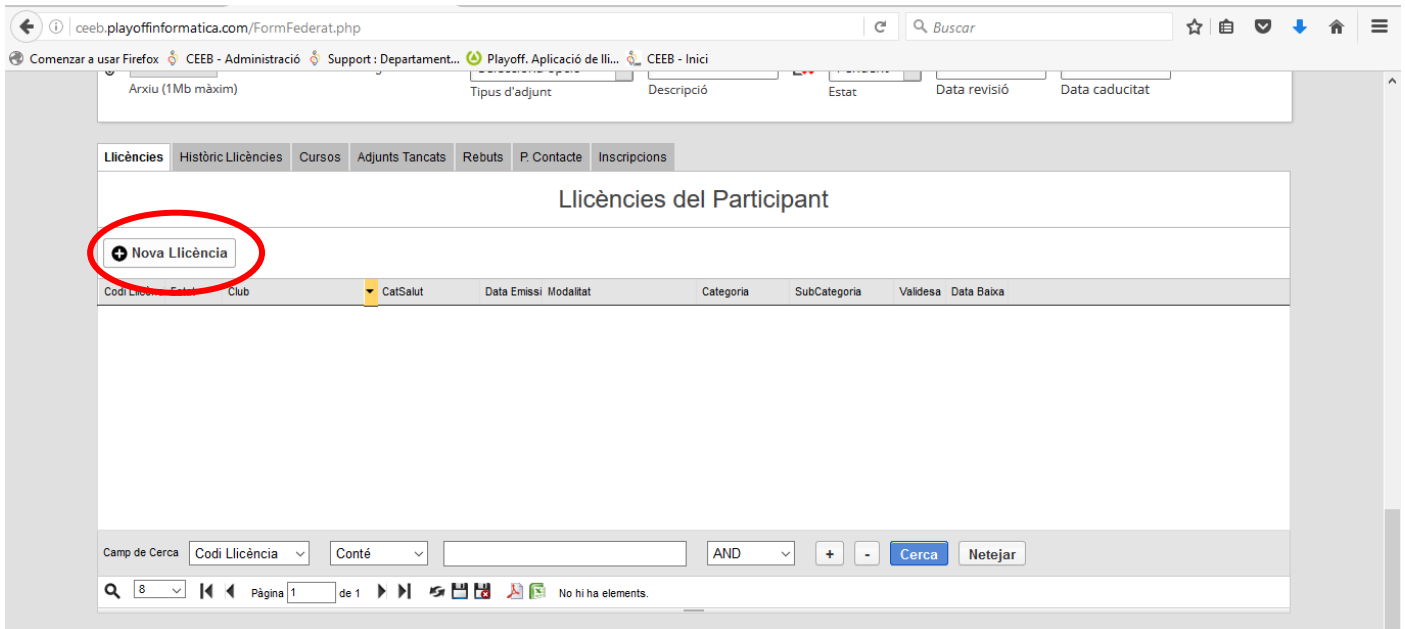 ceeb.playoffinformatica.com/FormFederat.php
Buscar
Comenzar a usar Firefox CEEB - Administració Support : Departament... Playoff. Aplicació de lli... CEEB - Inici
Arxiu (1Mb màxim) Tipus d'adjunt Descripció Estat Data revisió Data caducitat
Llicències Històric Llicències Cursos Adjunts Tancats Rebuts P. Contacte Inscripcions
Llicències del Participant
Nova Llicència
Codi Club CatSalut Data Emissi Modalitat Categoria SubCategoria Validesa Data Baixa
Camp de Cerca Codi Llicència Conté AND + - Cerca Netejar
8 Pàgina 1 de 1 No hi ha elements.